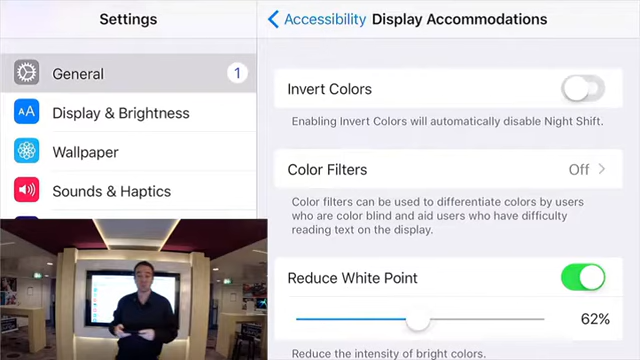 Settings
General
1
Display & Brightness
Wallpaper
Sounds & Haptics
Accessibility Display Accommodations
Invert Colors
Enabling Invert Colors will automatically disable Night Shift.
Color Filters Off
Color filters can be used to differentiate colors by users
who are color blind and aid users who have difficulty
reading text on the display.
Reduce White Point
62%
Reduce the intensity of bright colors.